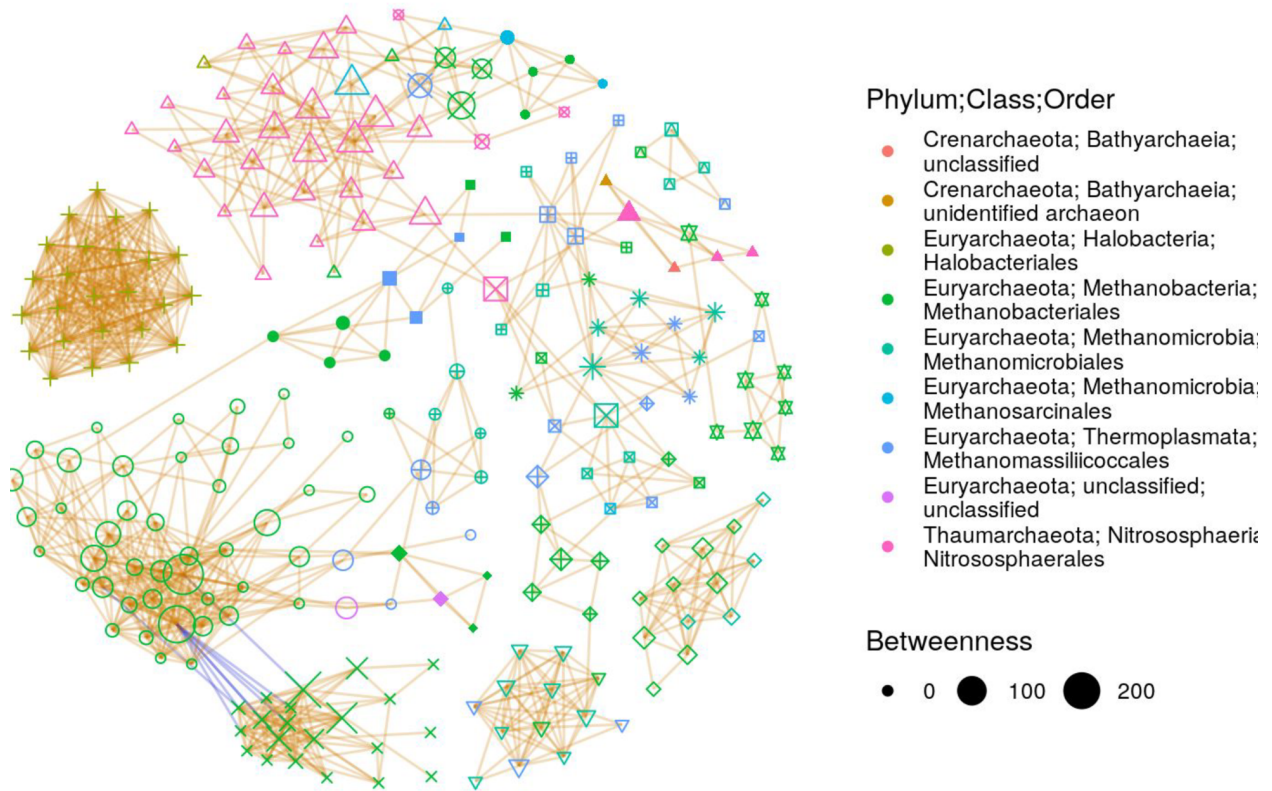 Phylum;Class;Order
Crenarchaeota; Bathyarchaeia;
unclassified
Crenarchaeota; Bathyarchaeia;
unidentified archaeon
Euryarchaeota; Halobacteria;
Halobacteriales
Euryarchaeota; Methanobacteria;
Methanobacteriales
Euryarchaeota; Methanomicrobia;
Methanomicrobiales
Euryarchaeota; Methanomicrobia;
Methanosarcinales
Euryarchaeota; Thermoplasmata;
Methanomassiliicoccales
Euryarchaeota; unclassified;
unclassified
Thaumarchaeota; Nitrososphaeria
Nitrososphaerales
Betweenness
0 100 200